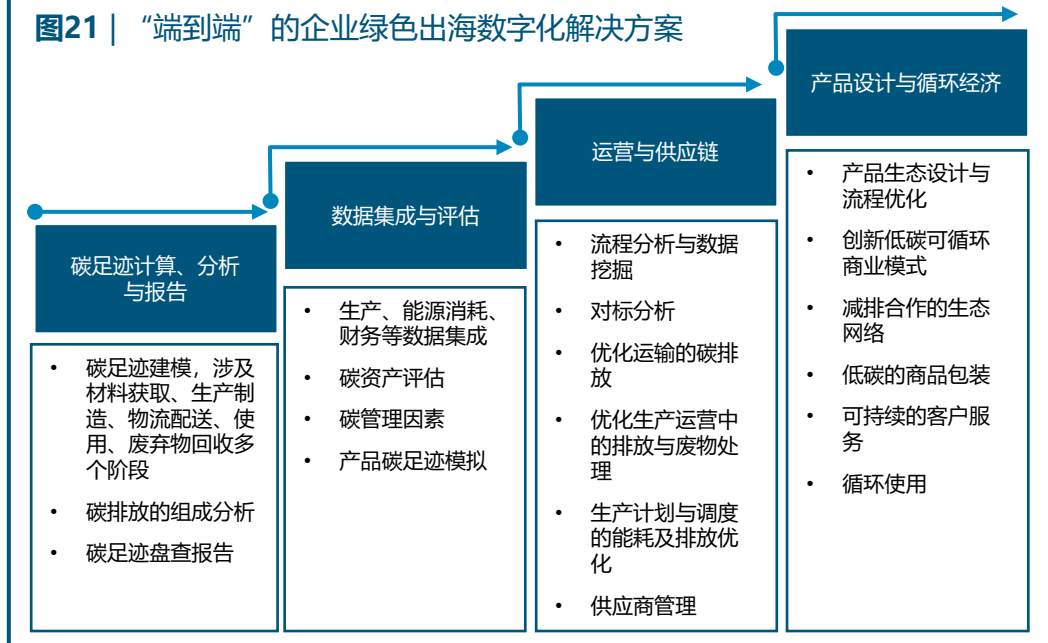 图21 | “端到端”的企业绿色出海数字化解决方案
碳足迹计算、分析
与报告
• 碳足迹建模，涉及
材料获取、生产制
造、物流配送、使
用、废弃物回收多
个阶段
• 碳排放的组成分析
• 碳足迹盘查报告
数据集成与评估
• 生产、能源消耗、
财务等数据集成
• 碳资产评估
• 碳管理因素
• 产品碳足迹模拟
运营与供应链
• 流程分析与数据
挖掘
• 对标分析
• 优化运输的碳排
放
• 优化生产运营中
的排放与废物处
理
• 生产计划与调度
的能耗及排放优
化
• 供应商管理
产品设计与循环经济
• 产品生态设计与
流程优化
• 创新低碳可循环
商业模式
• 减排合作的生态
网络
• 低碳的商品包装
• 可持续的客户服
务
• 循环使用